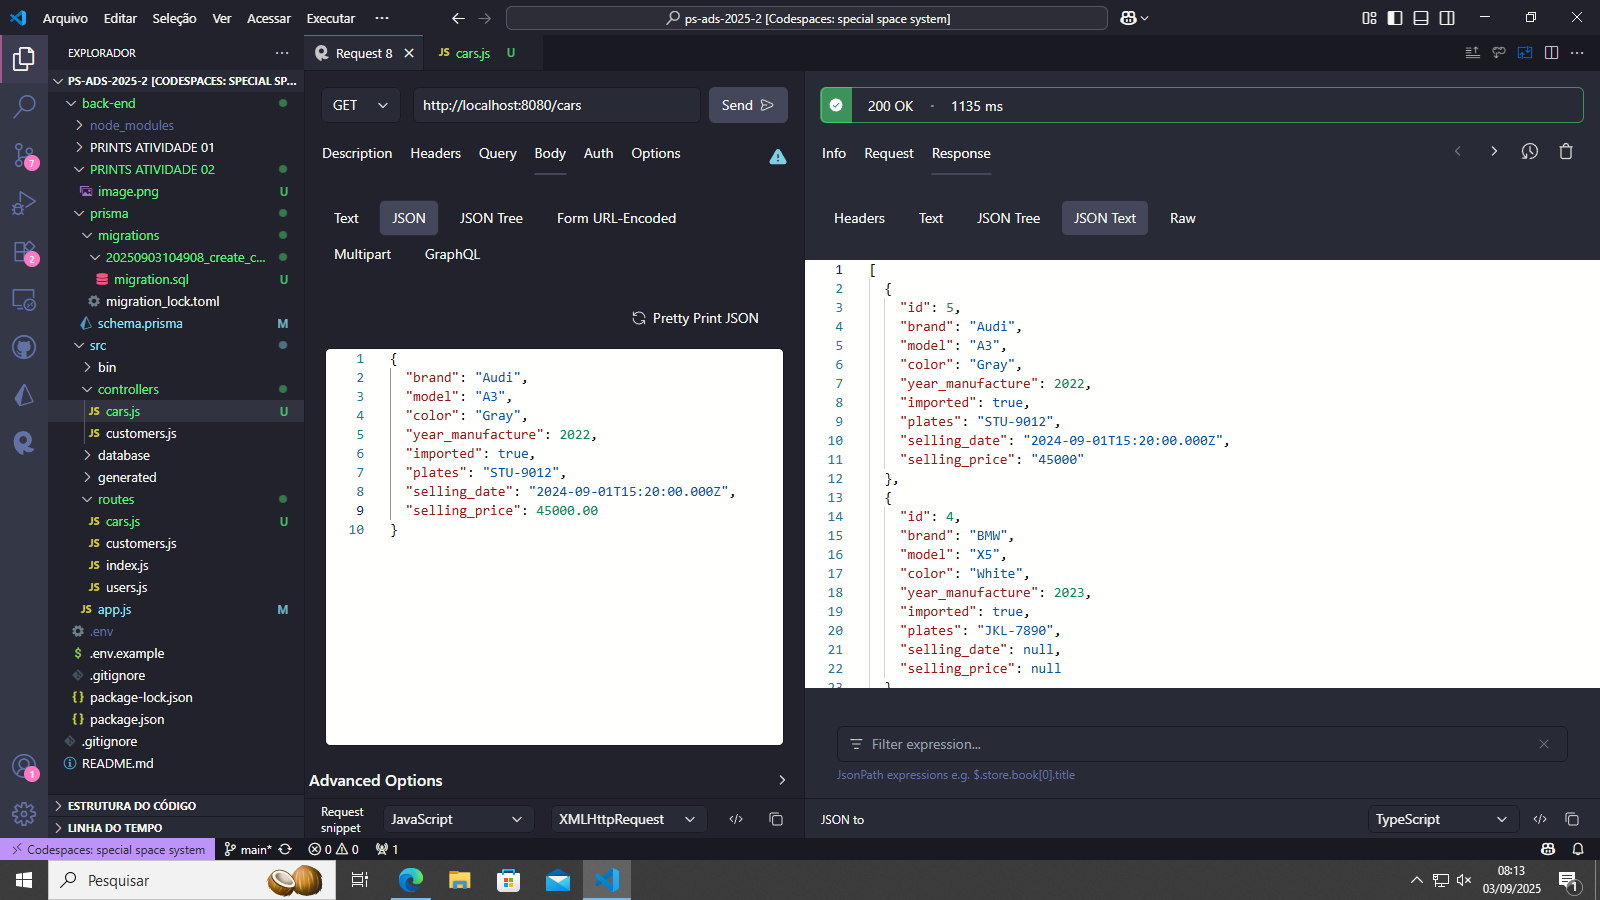 Arquivo Editar Seleção Ver Acessar Executar ··· ps-ads-2025-2 [Codespaces: special space system]
EXPLORADOR ···
PS-ADS-2025-2 [CODESPACES: SPECIAL SP...
back-end
node_modules
PRINTS ATIVIDADE 01
PRINTS ATIVIDADE 02
image.png U
prisma
migrations
20250903104908_create_c...
migration.sql U
migration_lock.toml
schema.prisma M
src
bin
controllers
JS cars.js U
JS customers.js
database
generated
routes
JS cars.js U
JS customers.js
JS index.js
JS users.js
JS app.js M
.env
$ .env.example
.gitignore
{} package-lock.json
{} package.json
.gitignore
README.md
ESTRUTURA DO CÓDIGO
LINHA DO TEMPO
7
2
1
Request 8 JS cars.js U
GET http://localhost:8080/cars Send
Description Headers Query Body Auth Options
Text JSON JSON Tree Form URL-Encoded
Multipart GraphQL
Pretty Print JSON
1 {
2 "brand": "Audi",
3 "model": "A3",
4 "color": "Gray",
5 "year_manufacture": 2022,
6 "imported": true,
7 "plates": "STU-9012",
8 "selling_date": "2024-09-01T15:20:00.000Z",
9 "selling_price": 45000.00
10 }
Advanced Options
Request snippet JavaScript XMLHttpRequest
200 OK · 1135 ms
Info Request Response
Headers Text JSON Tree JSON Text Raw
1 [
2 {
3 "id": 5,
4 "brand": "Audi",
5 "model": "A3",
6 "color": "Gray",
7 "year_manufacture": 2022,
8 "imported": true,
9 "plates": "STU-9012",
10 "selling_date": "2024-09-01T15:20:00.000Z",
11 "selling_price": "45000"
12 },
13 {
14 "id": 4,
15 "brand": "BMW",
16 "model": "X5",
17 "color": "White",
18 "year_manufacture": 2023,
19 "imported": true,
20 "plates": "JKL-7890",
21 "selling_date": null,
22 "selling_price": null
23 }
Filter expression...
JsonPath expressions e.g. $.store.book[0].title
JSON to TypeScript
Codespaces: special space system main* 0 0 1
Pesquisar
08:13
03/09/2025
1